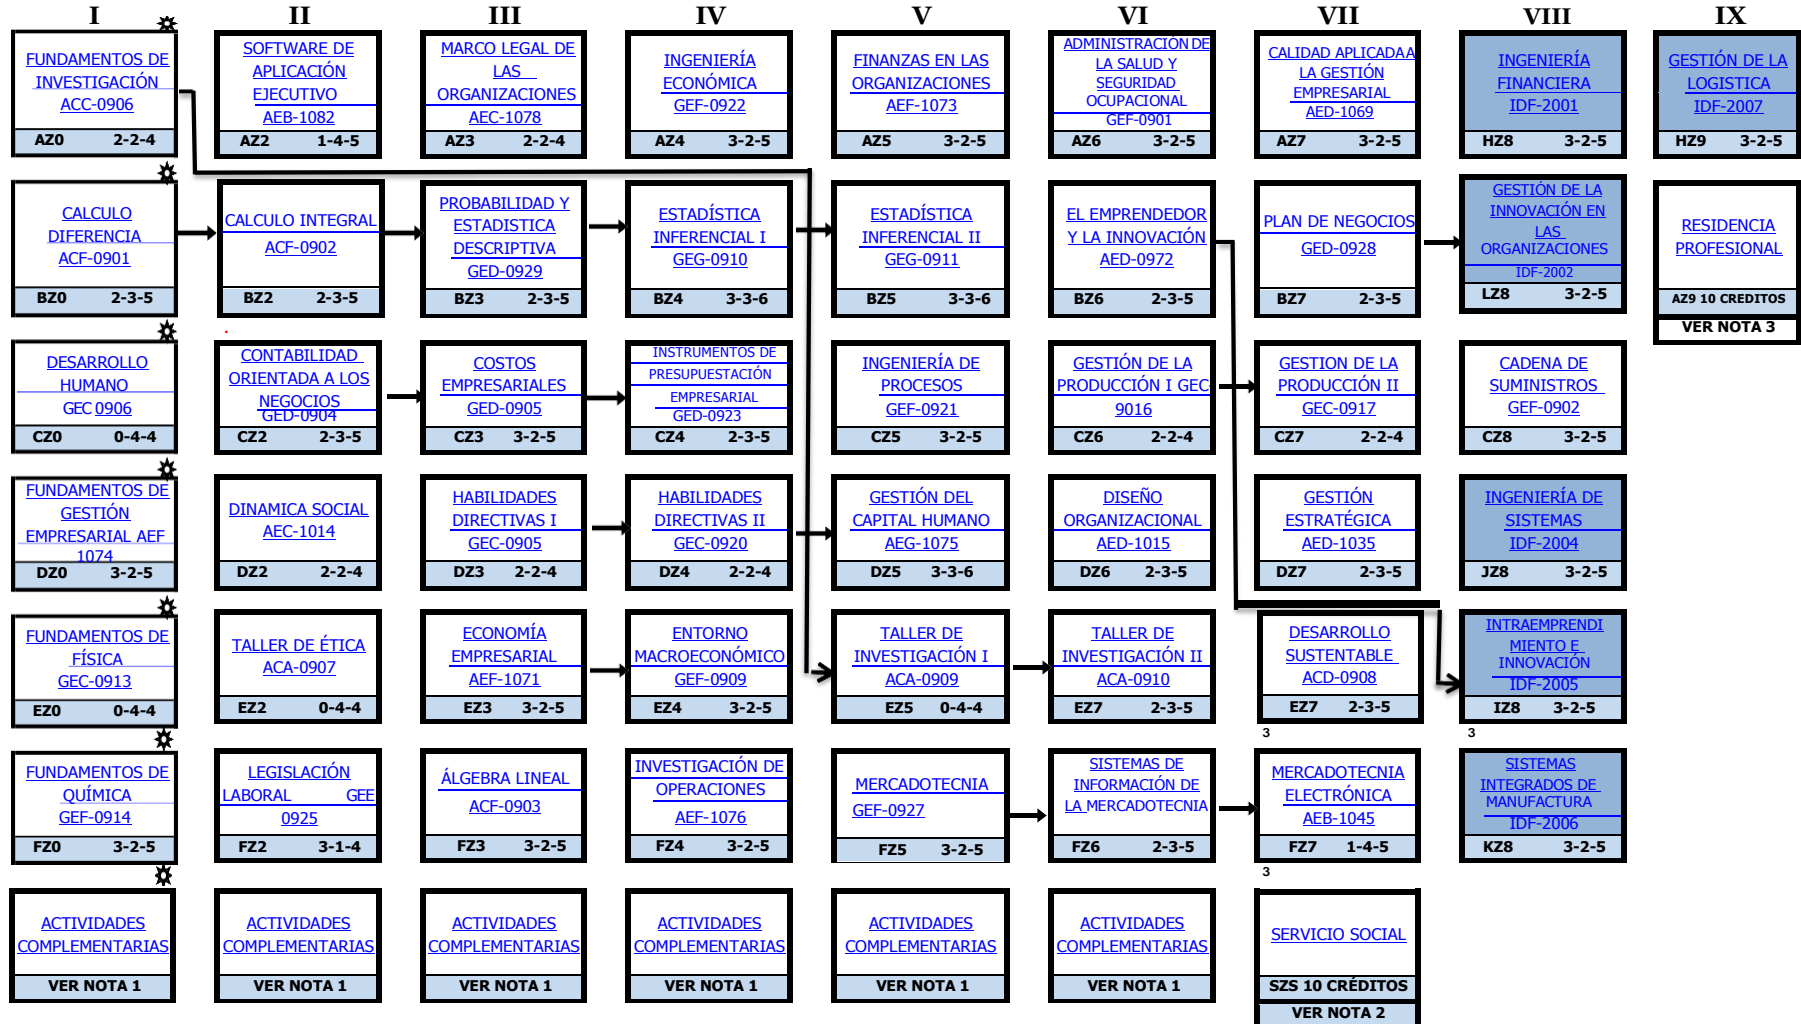 I II III IV V VI VII VIII IX
FUNDAMENTOS DE
INVESTIGACIÓN
ACC-0906
AZ0 2-2-4
SOFTWARE DE
APLICACIÓN
EJECUTIVO
AEB-1082
AZ2 1-4-5
MARCO LEGAL DE
LAS
ORGANIZACIONES
AEC-1078
AZ3 2-2-4
INGENIERÍA
ECONÓMICA
GEF-0922
AZ4 3-2-5
FINANZAS EN LAS
ORGANIZACIONES
AEF-1073
AZ5 3-2-5
ADMINISTRACIÓN DE
LA SALUD Y
SEGURIDAD
OCUPACIONAL
GEF-0901
AZ6 3-2-5
CALIDAD APLICADA A
LA GESTIÓN
EMPRESARIAL
AED-1069
AZ7 3-2-5
INGENIERÍA
FINANCIERA
IDF-2001
HZ8 3-2-5
GESTIÓN DE LA
LOGISTICA
IDF-2007
HZ9 3-2-5
CALCULO
DIFERENCIA
ACF-0901
BZ0 2-3-5
CALCULO INTEGRAL
ACF-0902
BZ2 2-3-5
PROBABILIDAD Y
ESTADISTICA
DESCRIPTIVA
GED-0929
BZ3 2-3-5
ESTADÍSTICA
INFERENCIAL I
GEG-0910
BZ4 3-3-6
ESTADÍSTICA
INFERENCIAL II
GEG-0911
BZ5 3-3-6
EL EMPRENDEDOR
Y LA INNOVACIÓN
AED-0972
BZ6 2-3-5
PLAN DE NEGOCIOS
GED-0928
BZ7 2-3-5
GESTIÓN DE LA
INNOVACIÓN EN
LAS
ORGANIZACIONES
IDF-2002
LZ8 3-2-5
RESIDENCIA
PROFESIONAL
AZ9 10 CREDITOS
VER NOTA 3
DESARROLLO
HUMANO
GEC 0906
CZ0 0-4-4
CONTABILIDAD
ORIENTADA A LOS
NEGOCIOS
GED-0904
CZ2 2-3-5
COSTOS
EMPRESARIALES
GED-0905
CZ3 3-2-5
INSTRUMENTOS DE
PRESUPUESTACIÓN
EMPRESARIAL
GED-0923
CZ4 2-3-5
INGENIERÍA DE
PROCESOS
GEF-0921
CZ5 3-2-5
GESTIÓN DE LA
PRODUCCIÓN I GEC-
9016
CZ6 2-2-4
GESTION DE LA
PRODUCCIÓN II
GEC-0917
CZ7 2-2-4
CADENA DE
SUMINISTROS
GEF-0902
CZ8 3-2-5
FUNDAMENTOS DE
GESTIÓN
EMPRESARIAL AEF
1074
DZ0 3-2-5
DINAMICA SOCIAL
AEC-1014
DZ2 2-2-4
HABILIDADES
DIRECTIVAS I
GEC-0905
DZ3 2-2-4
HABILIDADES
DIRECTIVAS II
GEC-0920
DZ4 2-2-4
GESTIÓN DEL
CAPITAL HUMANO
AEG-1075
DZ5 3-3-6
DISEÑO
ORGANIZACIONAL
AED-1015
DZ6 2-3-5
GESTIÓN
ESTRATÉGICA
AED-1035
DZ7 2-3-5
INGENIERÍA DE
SISTEMAS
IDF-2004
JZ8 3-2-5
FUNDAMENTOS DE
FÍSICA
GEC-0913
EZ0 0-4-4
TALLER DE ÉTICA
ACA-0907
EZ2 0-4-4
ECONOMÍA
EMPRESARIAL
AEF-1071
EZ3 3-2-5
ENTORNO
MACROECONÓMICO
GEF-0909
EZ4 3-2-5
TALLER DE
INVESTIGACIÓN I
ACA-0909
EZ5 0-4-4
TALLER DE
INVESTIGACIÓN II
ACA-0910
EZ7 2-3-5
DESARROLLO
SUSTENTABLE
ACD-0908
EZ7 2-3-5
3
INTRAEMPRENDI
MIENTO E
INNOVACIÓN
IDF-2005
IZ8 3-2-5
3
FUNDAMENTOS DE
QUÍMICA
GEF-0914
FZ0 3-2-5
LEGISLACIÓN
LABORAL GEE
0925
FZ2 3-1-4
ÁLGEBRA LINEAL
ACF-0903
FZ3 3-2-5
INVESTIGACIÓN DE
OPERACIONES
AEF-1076
FZ4 3-2-5
MERCADOTECNIA
GEF-0927
FZ5 3-2-5
SISTEMAS DE
INFORMACIÓN DE
LA MERCADOTECNIA
FZ6 2-3-5
MERCADOTECNIA
ELECTRÓNICA
AEB-1045
FZ7 1-4-5
3
SISTEMAS
INTEGRADOS DE
MANUFACTURA
IDF-2006
KZ8 3-2-5
ACTIVIDADES
COMPLEMENTARIAS
VER NOTA 1
ACTIVIDADES
COMPLEMENTARIAS
VER NOTA 1
ACTIVIDADES
COMPLEMENTARIAS
VER NOTA 1
ACTIVIDADES
COMPLEMENTARIAS
VER NOTA 1
ACTIVIDADES
COMPLEMENTARIAS
VER NOTA 1
ACTIVIDADES
COMPLEMENTARIAS
VER NOTA 1
SERVICIO SOCIAL
SZS 10 CRÉDITOS
VER NOTA 2